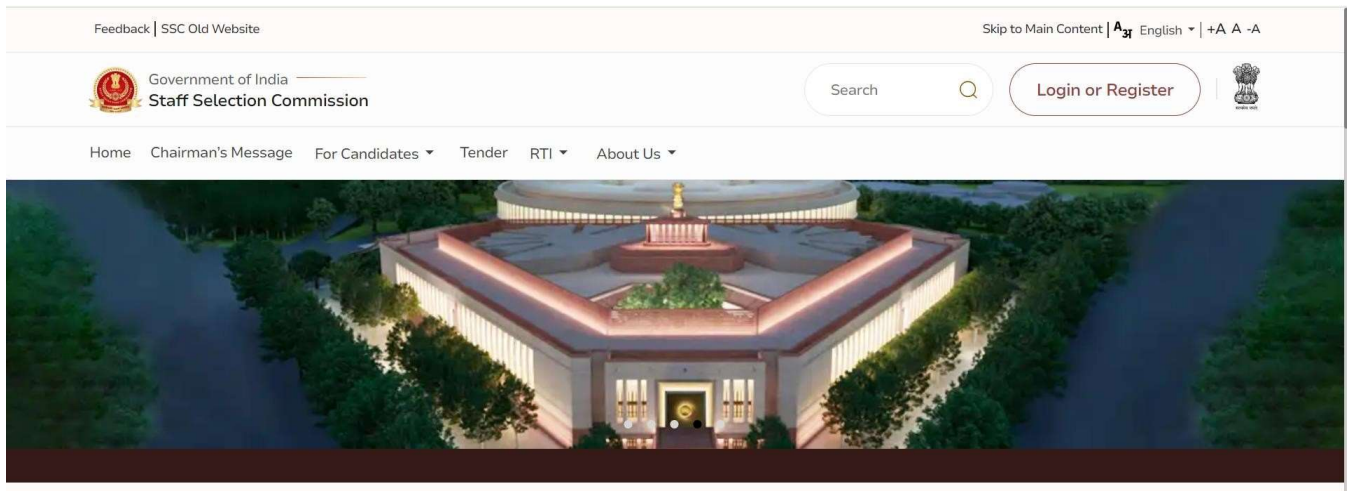 Feedback | SSC Old Website
Skip to Main Content | Aअ English | +A A -A
Government of India
Staff Selection Commission
Search
Login or Register
Home Chairman's Message For Candidates Tender RTI About Us